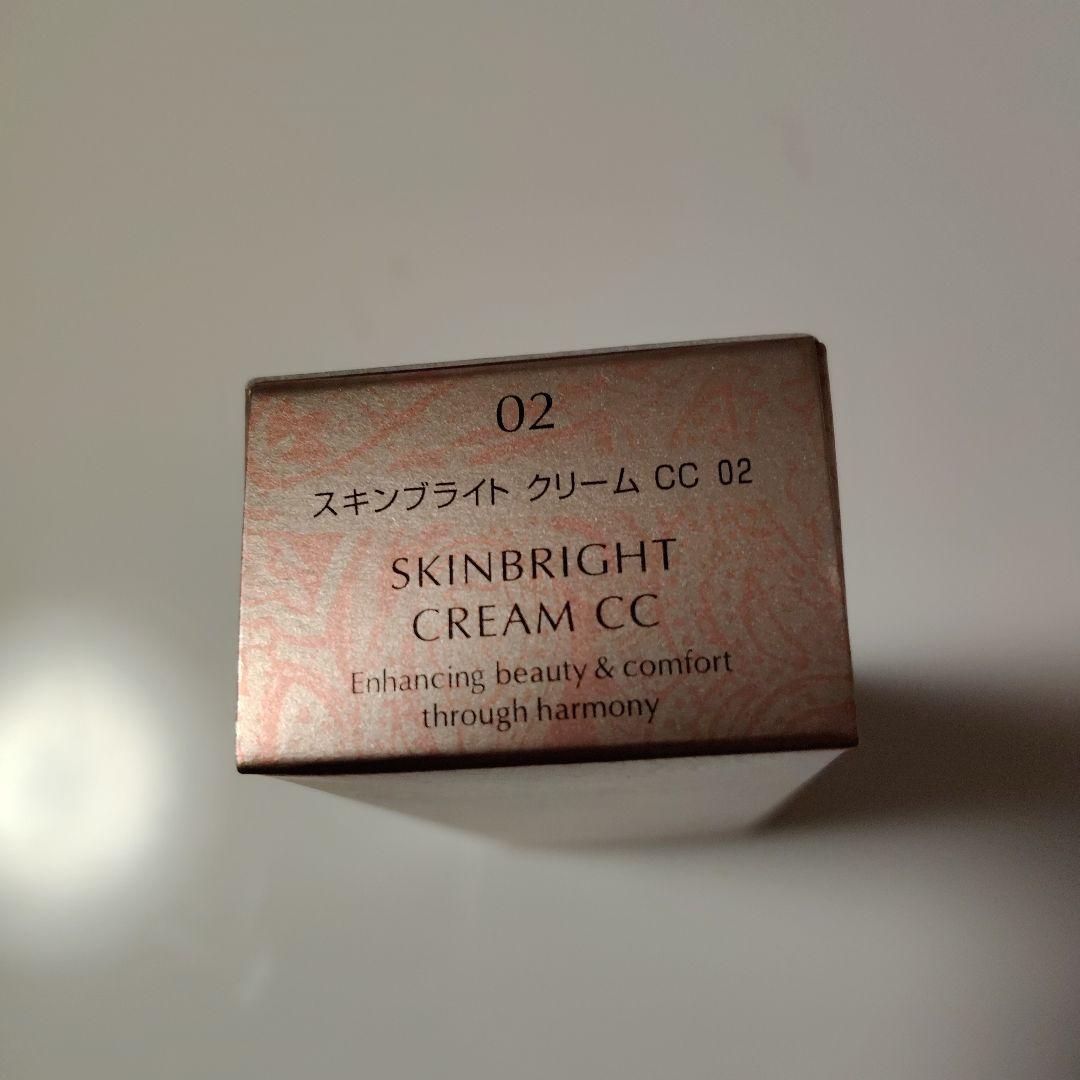 02
スキンブライト クリーム CC 02
SKINBRIGHT
CREAM CC
Enhancing beauty & comfort
through harmony